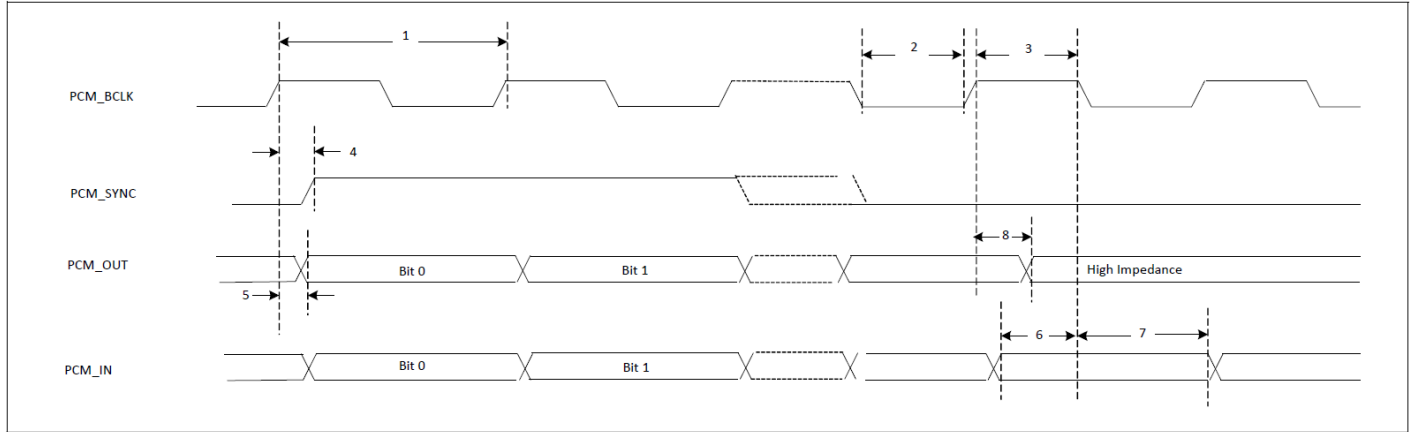 1
2
3
PCM_BCLK
4
PCM_SYNC
8
PCM_OUT
Bit 0
Bit 1
High Impedance
5
6
7
PCM_IN
Bit 0
Bit 1